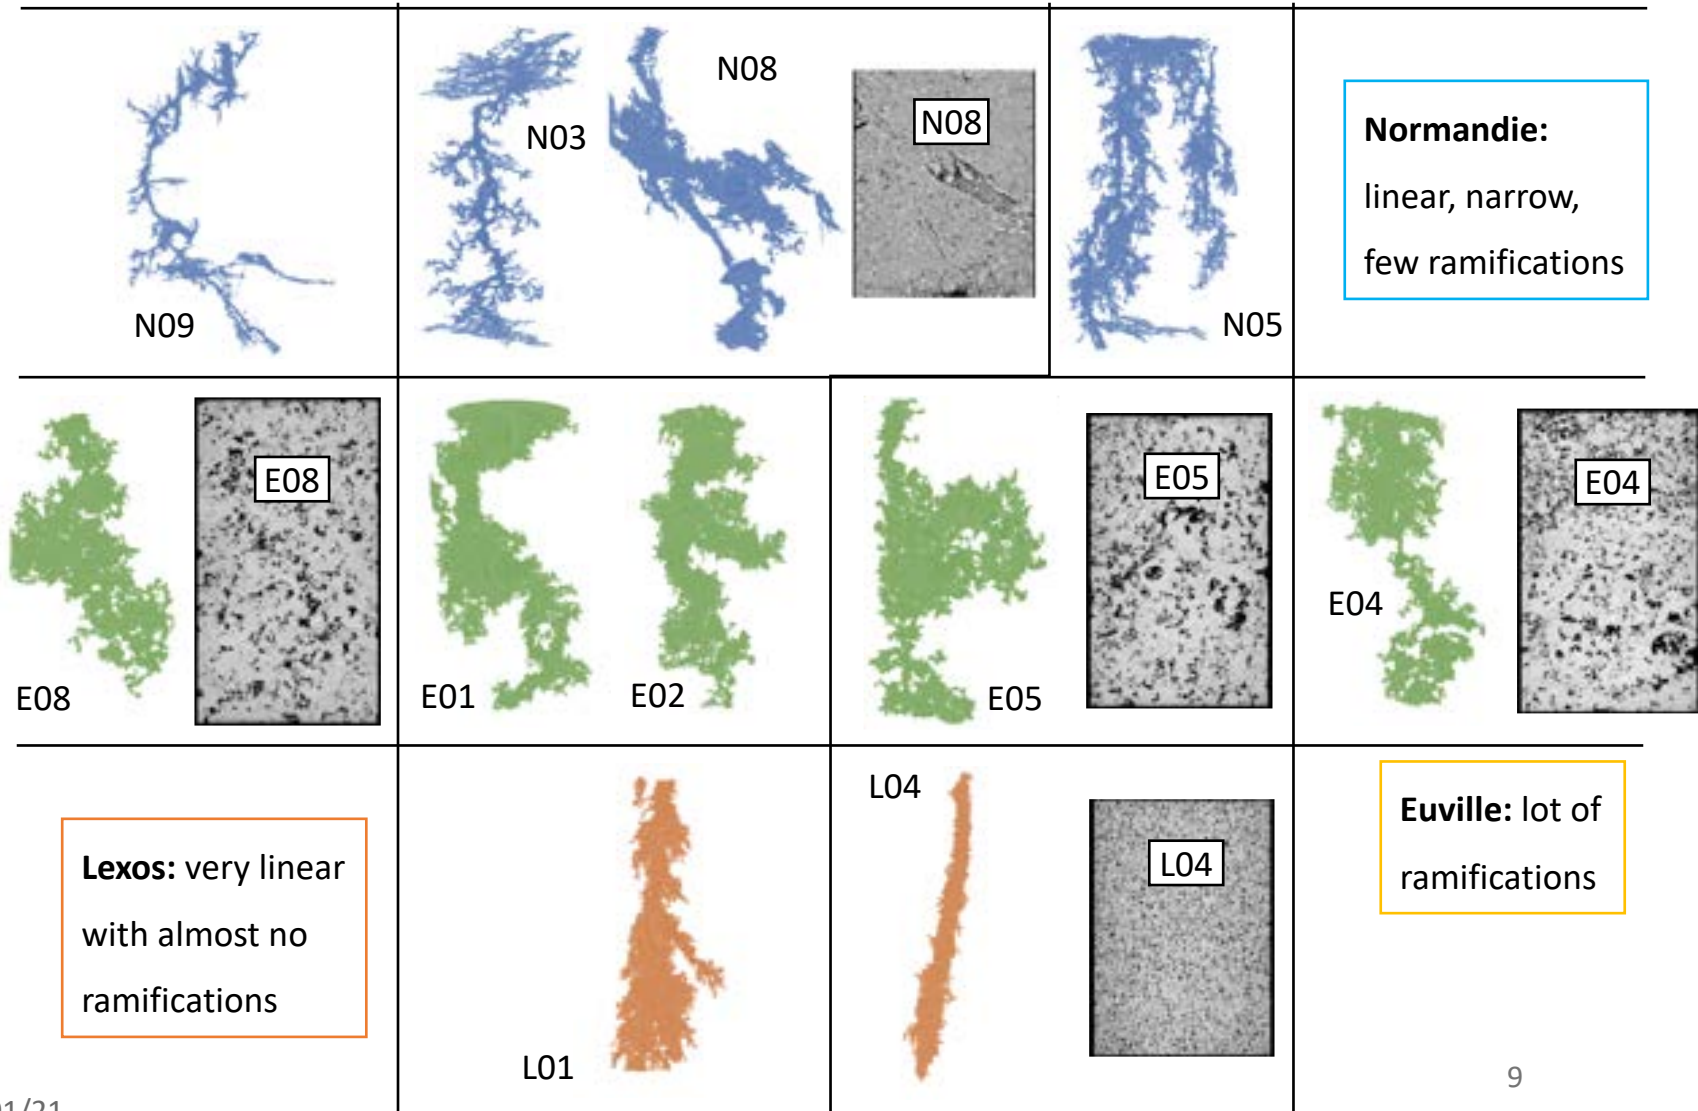 N08
N08
N03
N09
N05
Normandie:
linear, narrow,
few ramifications
E08
E08
E01
E02
E05
E05
E04
E04
Lexos: very linear
with almost no
ramifications
L01
L04
L04
Euville: lot of
ramifications
9